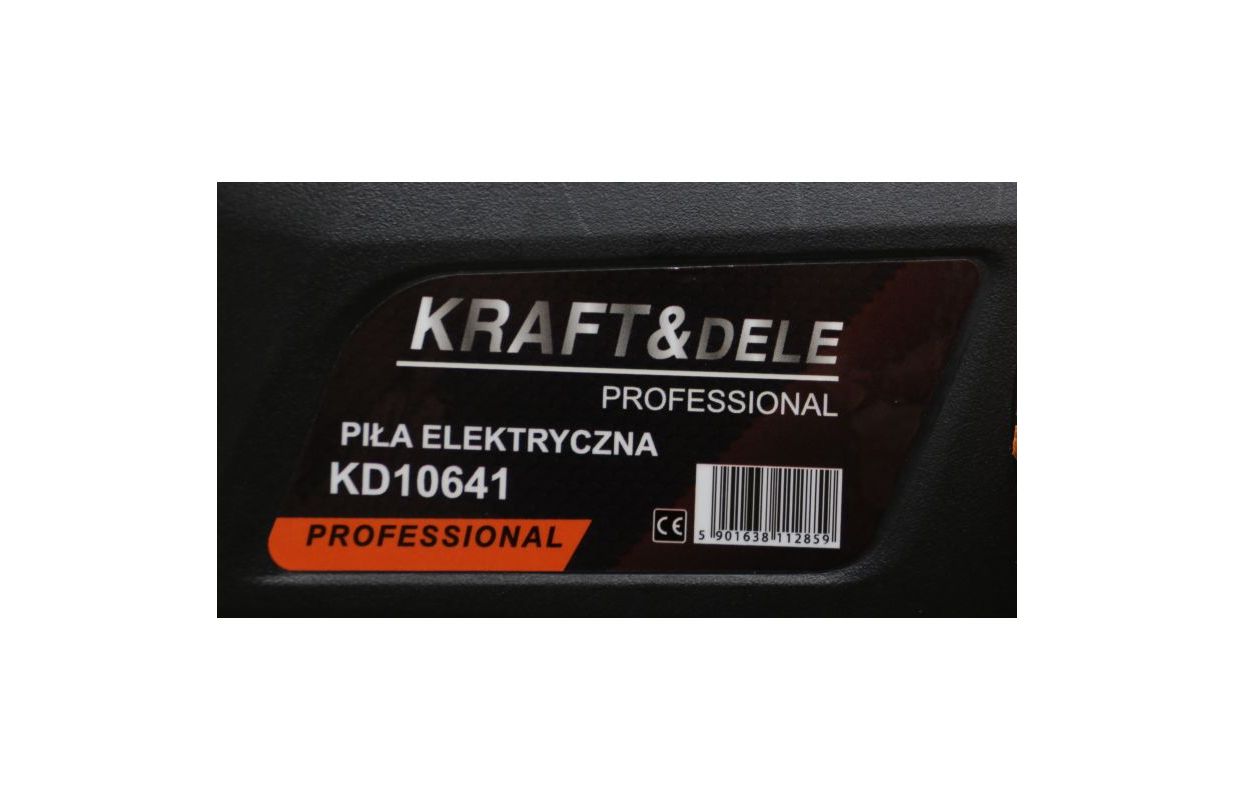 KRAFT&DELE
PROFESSIONAL
PIŁA ELEKTRYCZNA
KD10641
PROFESSIONAL
CE
5 901638 112859